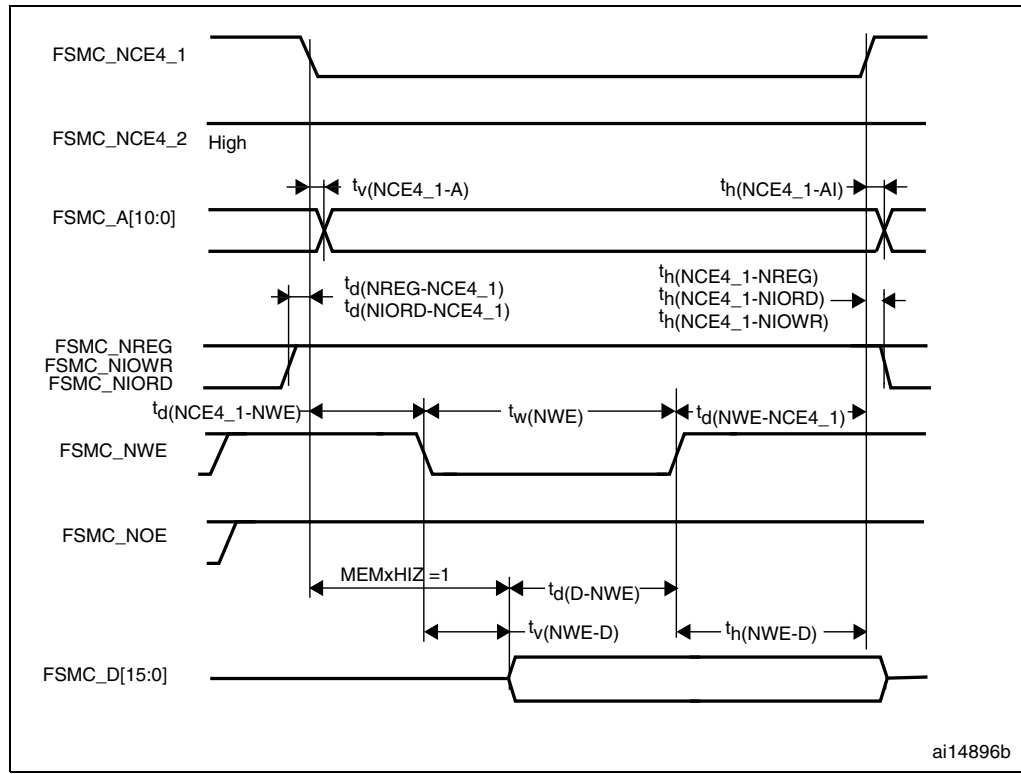 FSMC_NCE4_1
FSMC_NCE4_2 High
tv(NCE4_1-A)
th(NCE4_1-AI)
FSMC_A[10:0]
td(NREG-NCE4_1)
td(NIORD-NCE4_1)
th(NCE4_1-NREG)
th(NCE4_1-NIORD)
th(NCE4_1-NIOWR)
FSMC_NREG
FSMC_NIOWR
FSMC_NIORD
td(NCE4_1-NWE)
tw(NWE)
td(NWE-NCE4_1)
FSMC_NWE
FSMC_NOE
MEMxHIZ =1
td(D-NWE)
tv(NWE-D)
th(NWE-D)
FSMC_D[15:0]
ai14896b